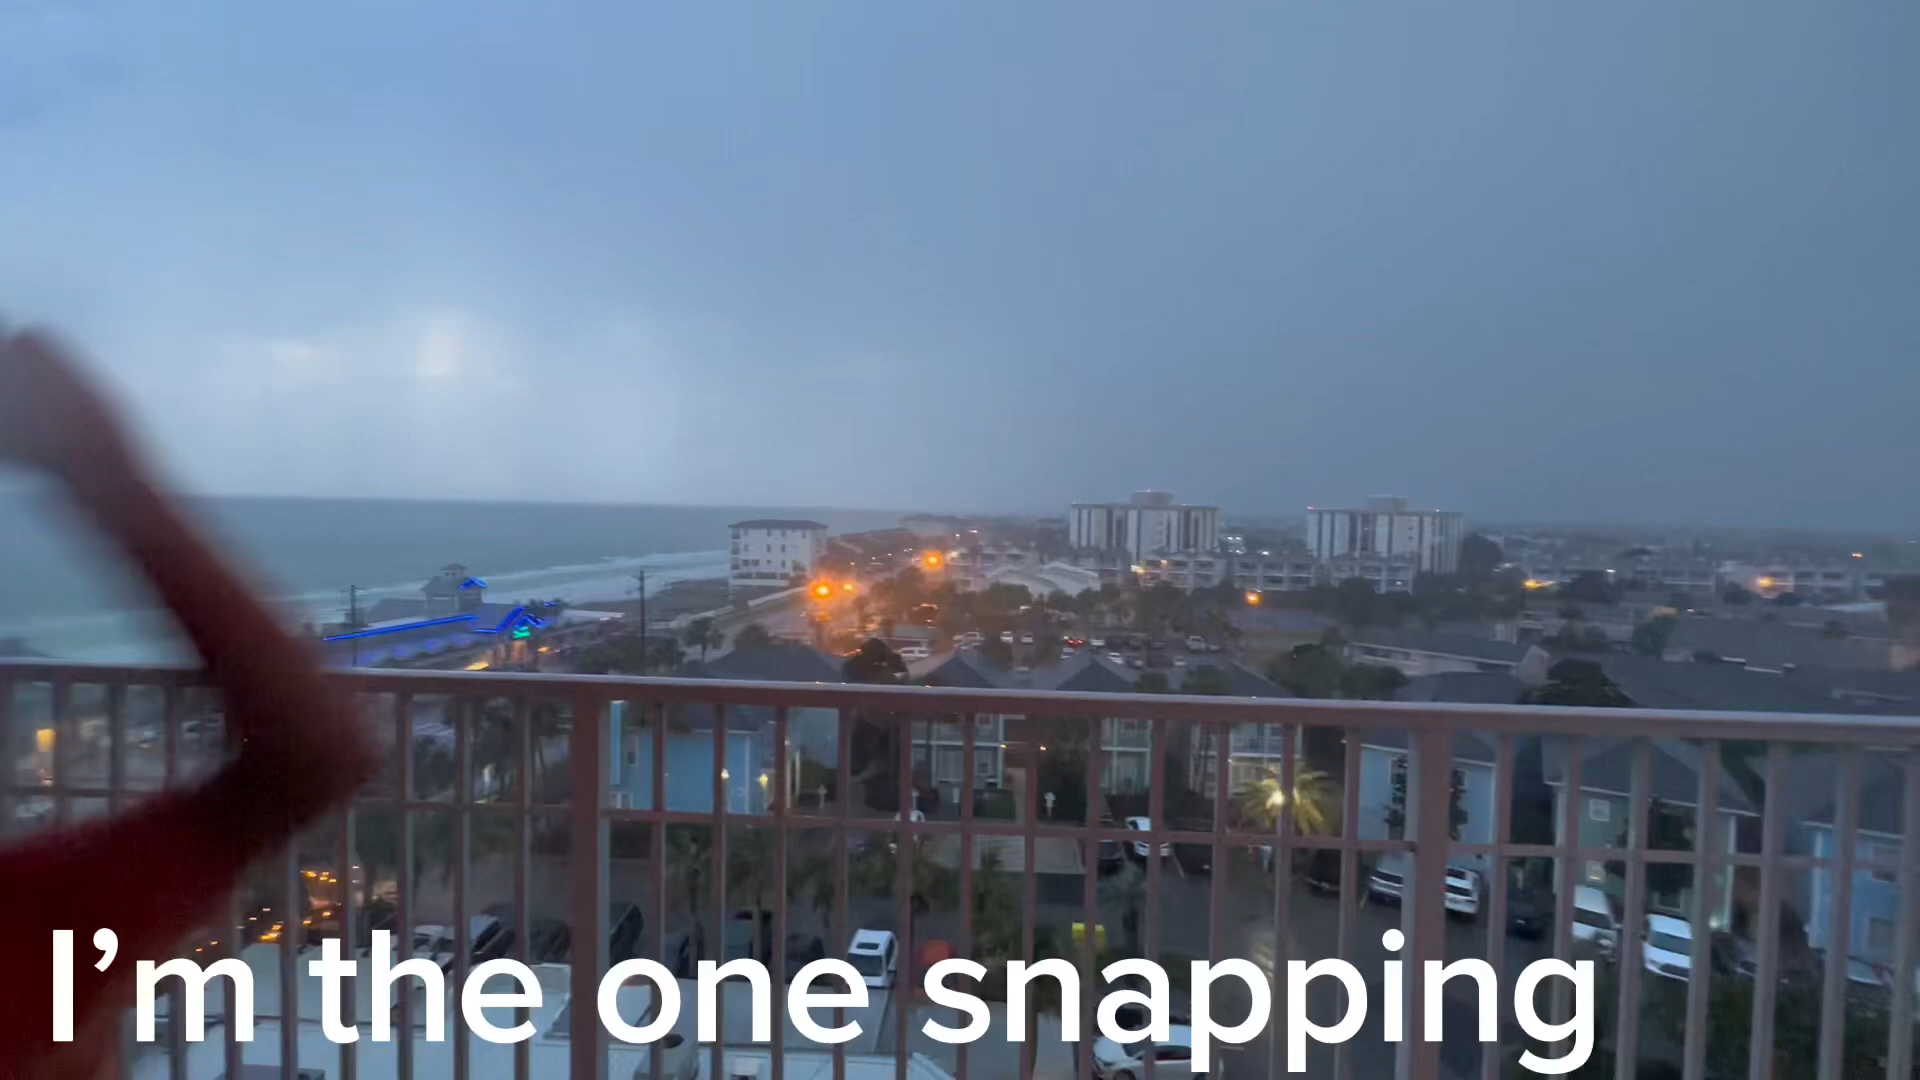 I’m the one snapping